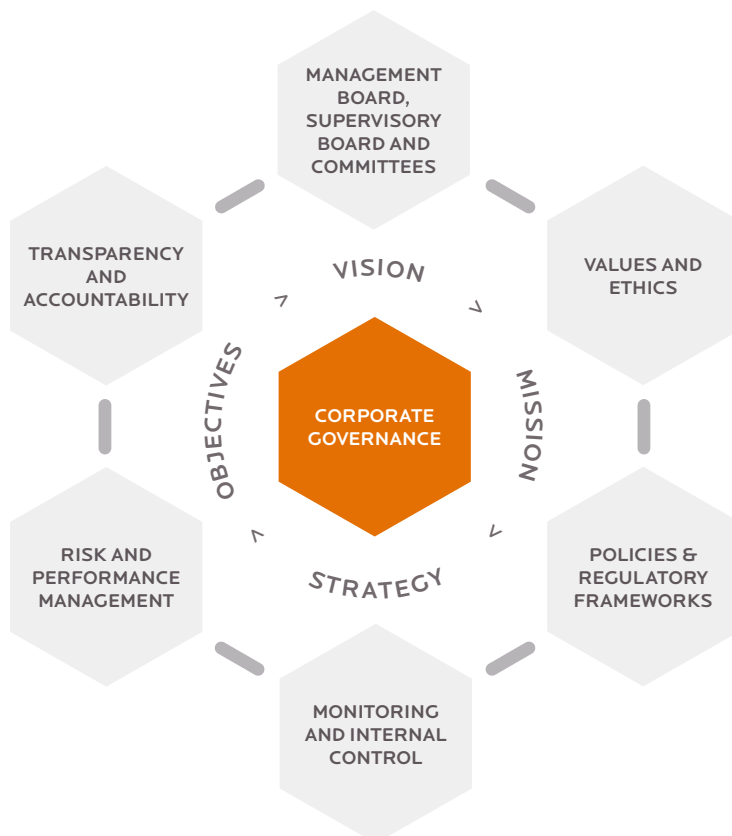 MANAGEMENT
BOARD,
SUPERVISORY
BOARD AND
COMMITTEES
TRANSPARENCY
AND
ACCOUNTABILITY
VALUES AND
ETHICS
VISION
>
>
OBJECTIVES
MISSION
CORPORATE
GOVERNANCE
>
>
STRATEGY
RISK AND
PERFORMANCE
MANAGEMENT
POLICIES &
REGULATORY
FRAMEWORKS
MONITORING
AND INTERNAL
CONTROL